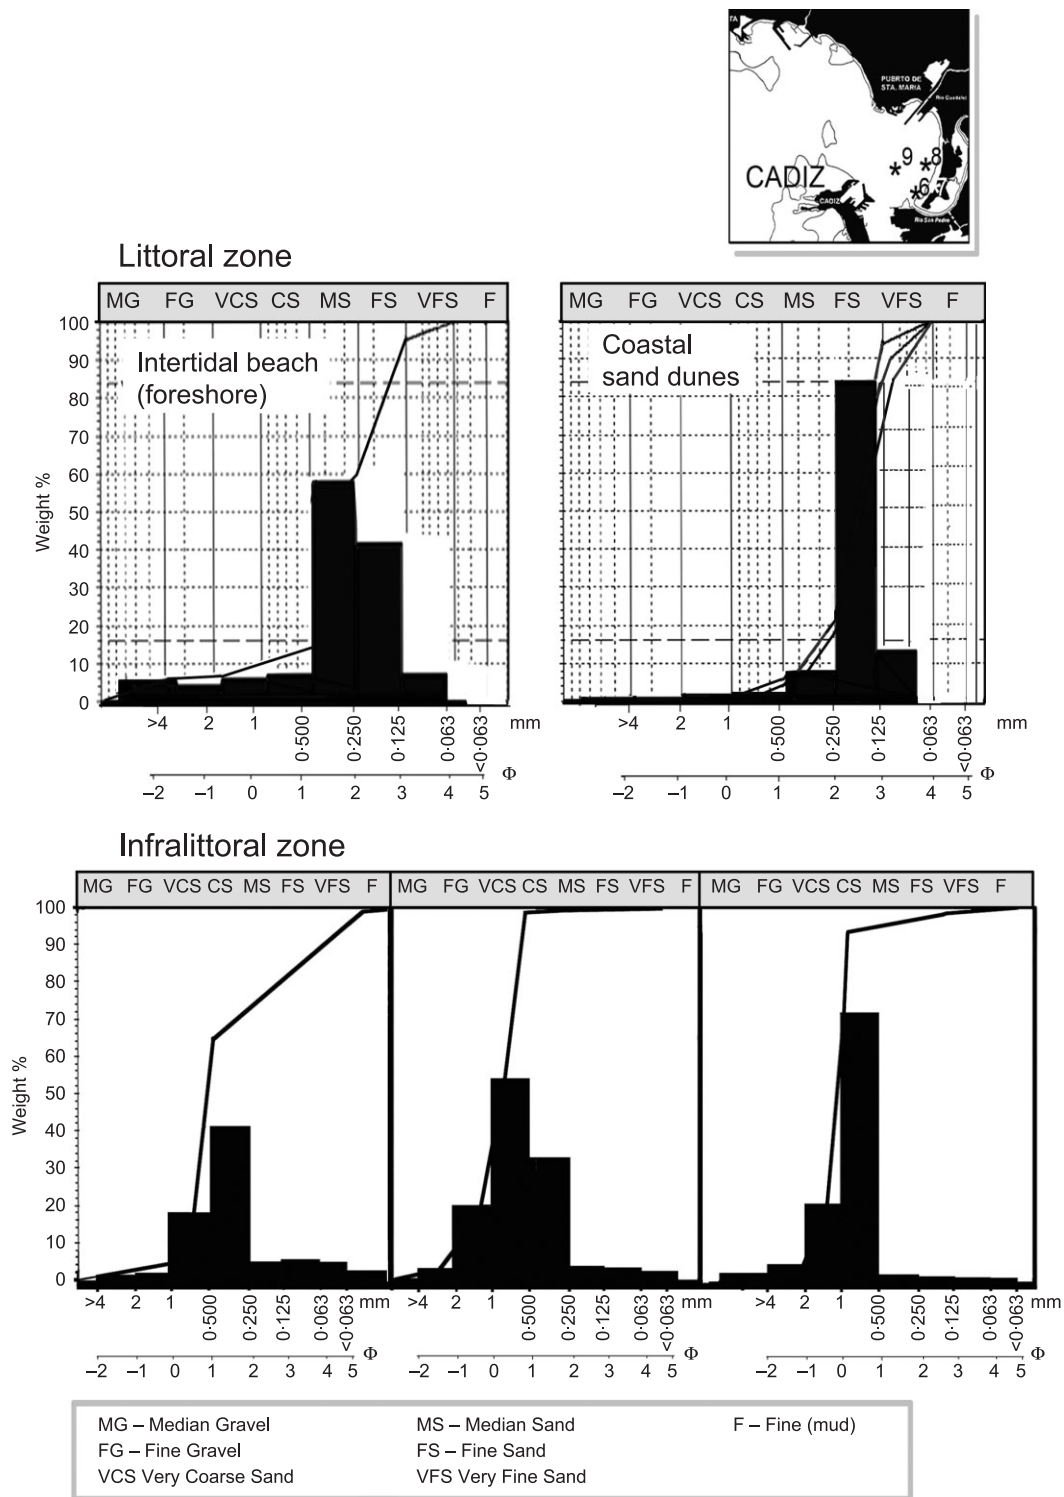 TA
PUERTO DE
STA. MARIA
Rio Guadalet
9
8
CADIZ
6
7
CADIZ
Rio San Pedro
Littoral zone
MG FG VCS CS MS FS VFS F
MG FG VCS CS MS FS VFS F
100
90
80
70
60
50
40
30
20
10
0
Weight %
Intertidal beach
(foreshore)
Coastal
sand dunes
>4 2 1 0·500 0·250 0·125 0·063 <0·063 mm
–2 –1 0 1 2 3 4 5 Φ
>4 2 1 0·500 0·250 0·125 0·063 <0·063 mm
–2 –1 0 1 2 3 4 5 Φ
Infralittoral zone
MG FG VCS CS MS FS VFS F
MG FG VCS CS MS FS VFS F
MG FG VCS CS MS FS VFS F
100
90
80
70
60
50
40
30
20
10
0
Weight %
>4 2 1 0·500 0·250 0·125 0·063 <0·063 mm
–2 –1 0 1 2 3 4 5 Φ
>4 2 1 0·500 0·250 0·125 0·063 <0·063 mm
–2 –1 0 1 2 3 4 5 Φ
>4 2 1 0·500 0·250 0·125 0·063 <0·063 mm
–2 –1 0 1 2 3 4 5 Φ
MG – Median Gravel
FG – Fine Gravel
VCS Very Coarse Sand
MS – Median Sand
FS – Fine Sand
VFS Very Fine Sand
F – Fine (mud)